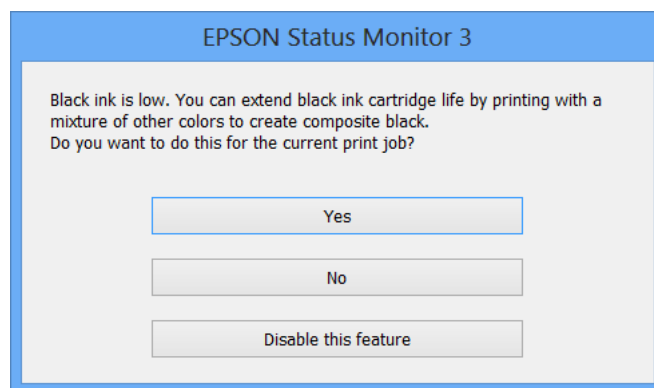 EPSON Status Monitor 3
Black ink is low. You can extend black ink cartridge life by printing with a
mixture of other colors to create composite black.
Do you want to do this for the current print job?
Yes
No
Disable this feature